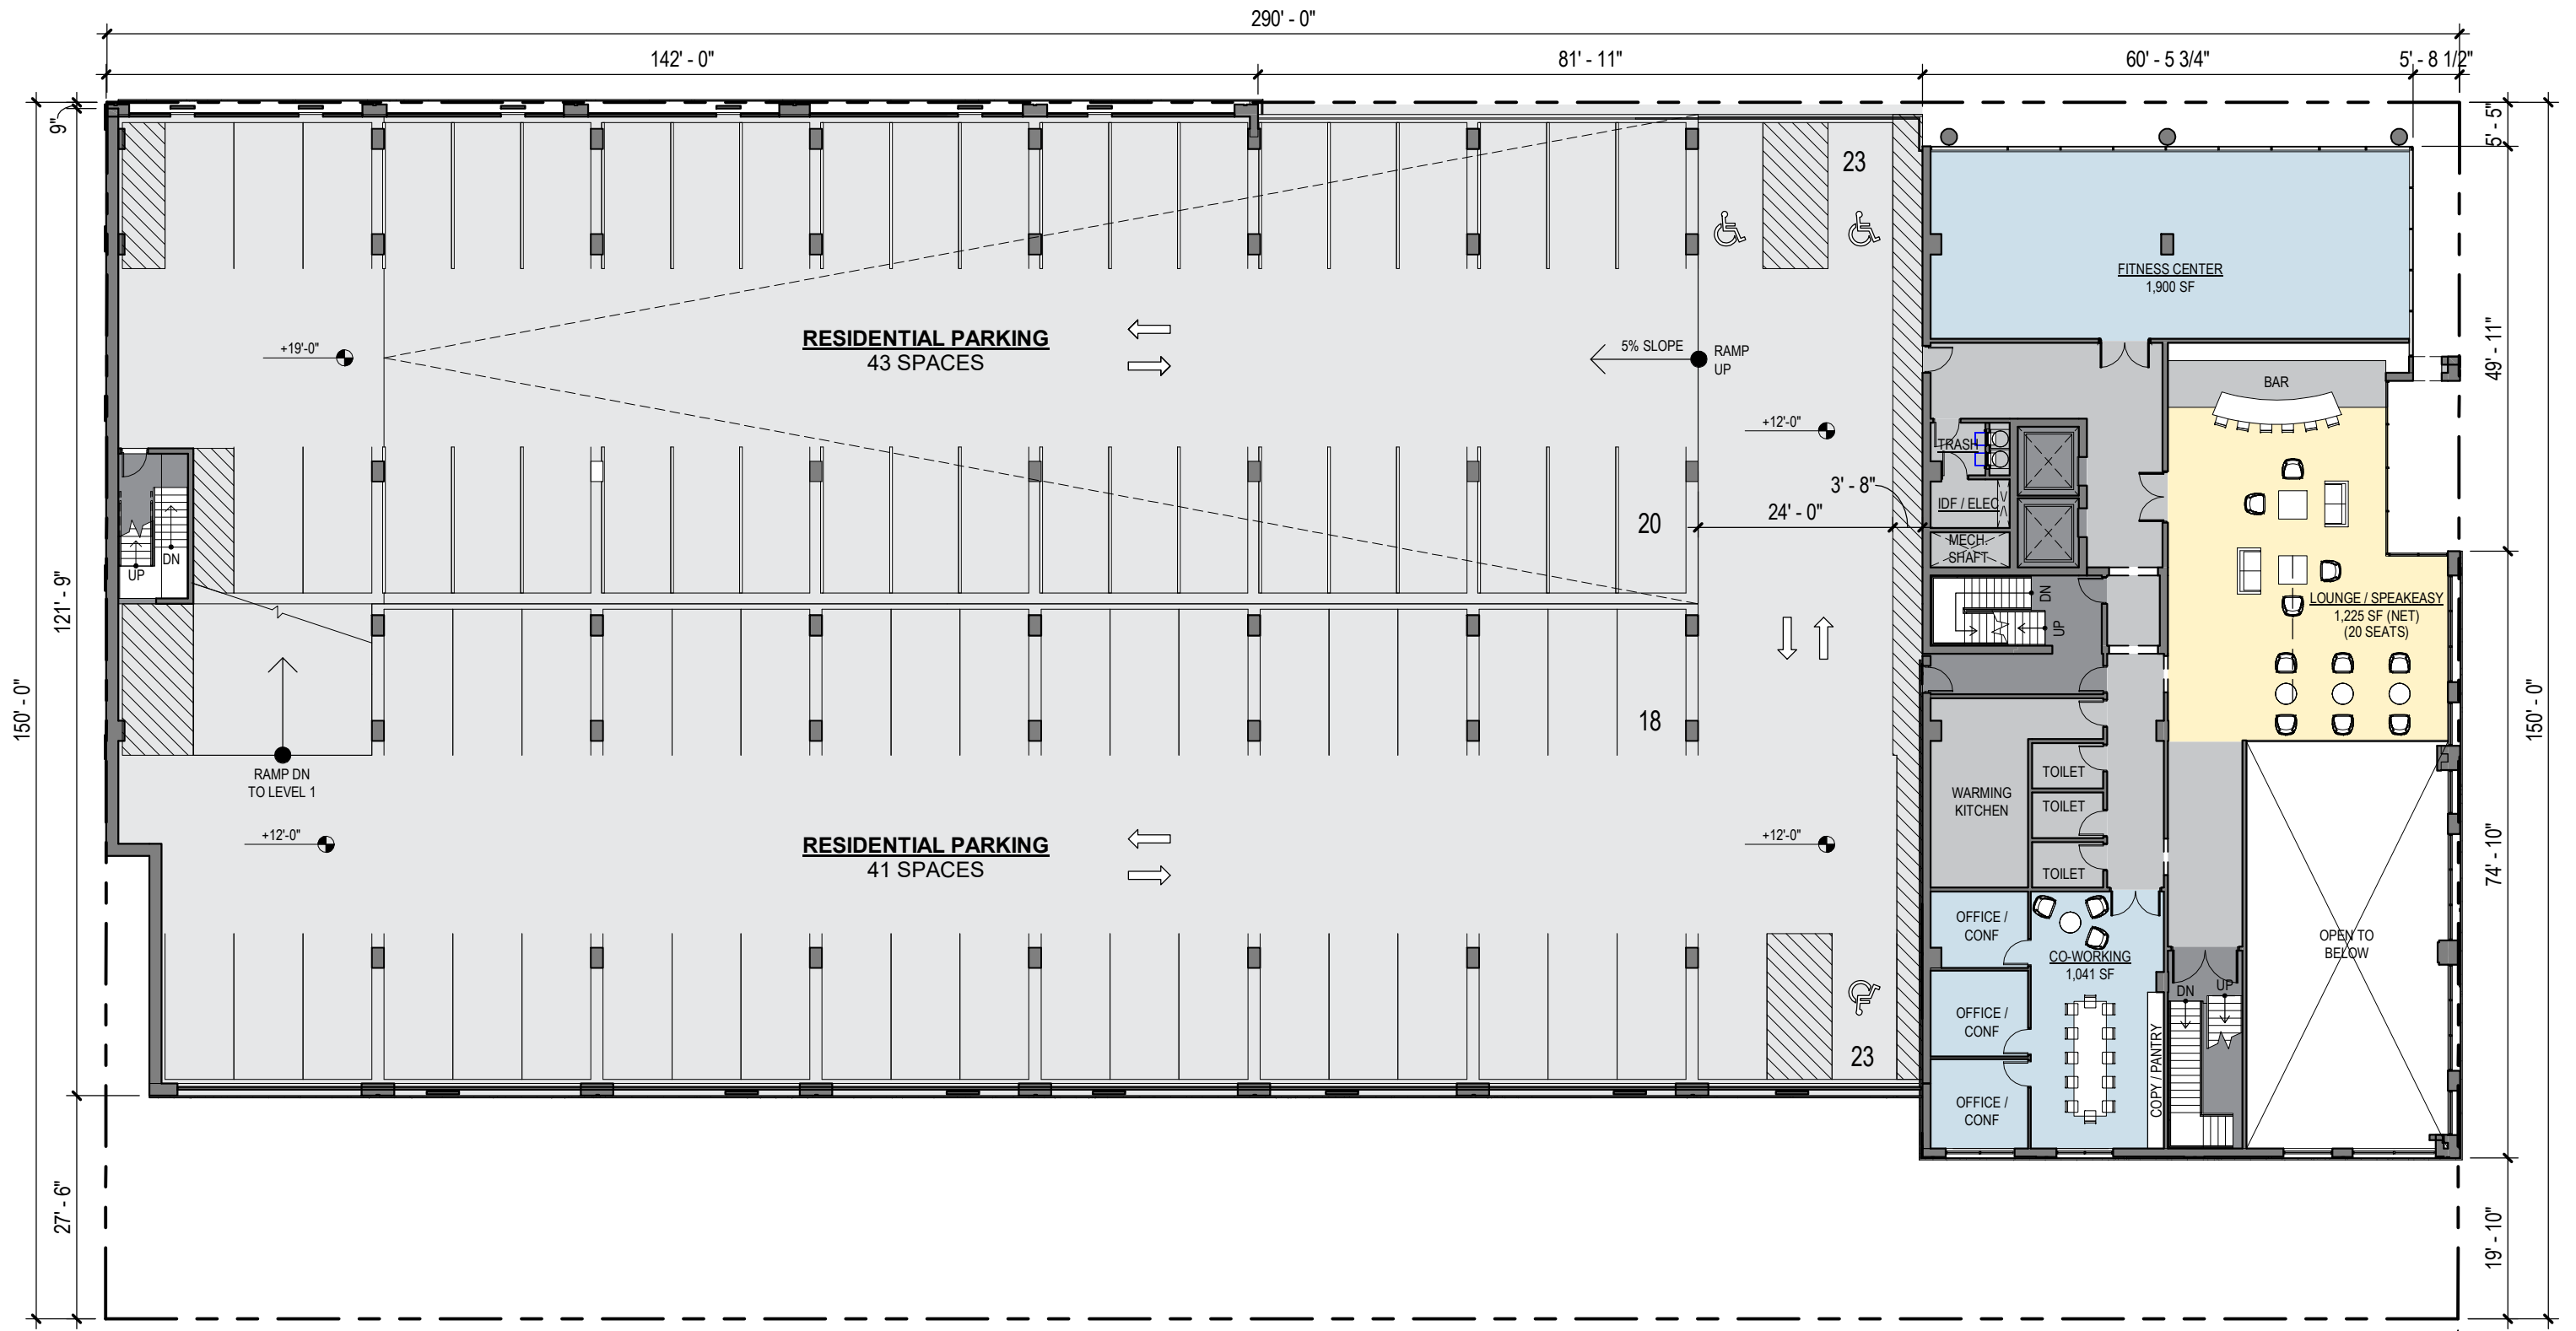 290' - 0"
142' - 0"
81' - 11"
60' - 5 3/4"
5' - 8 1/2"
9"
5' - 5"
23
FITNESS CENTER
1,900 SF
RESIDENTIAL PARKING
43 SPACES
+19'-0"
5% SLOPE
RAMP
UP
49' - 11"
BAR
+12'-0"
TRASH
3' - 8"
IDF / ELEC
20
24' - 0"
MECH.
SHAFT
DN
UP
121' - 9"
150' - 0"
DN
UP
LOUNGE / SPEAKEASY
1,225 SF (NET)
(20 SEATS)
18
150' - 0"
RAMP DN
TO LEVEL 1
TOILET
WARMING
KITCHEN
TOILET
TOILET
+12'-0"
RESIDENTIAL PARKING
41 SPACES
+12'-0"
74' - 10"
OFFICE /
CONF
CO-WORKING
1,041 SF
OPEN TO
BELOW
DN
UP
OFFICE /
CONF
COPY / PANTRY
23
OFFICE /
CONF
27' - 6"
19' - 10"